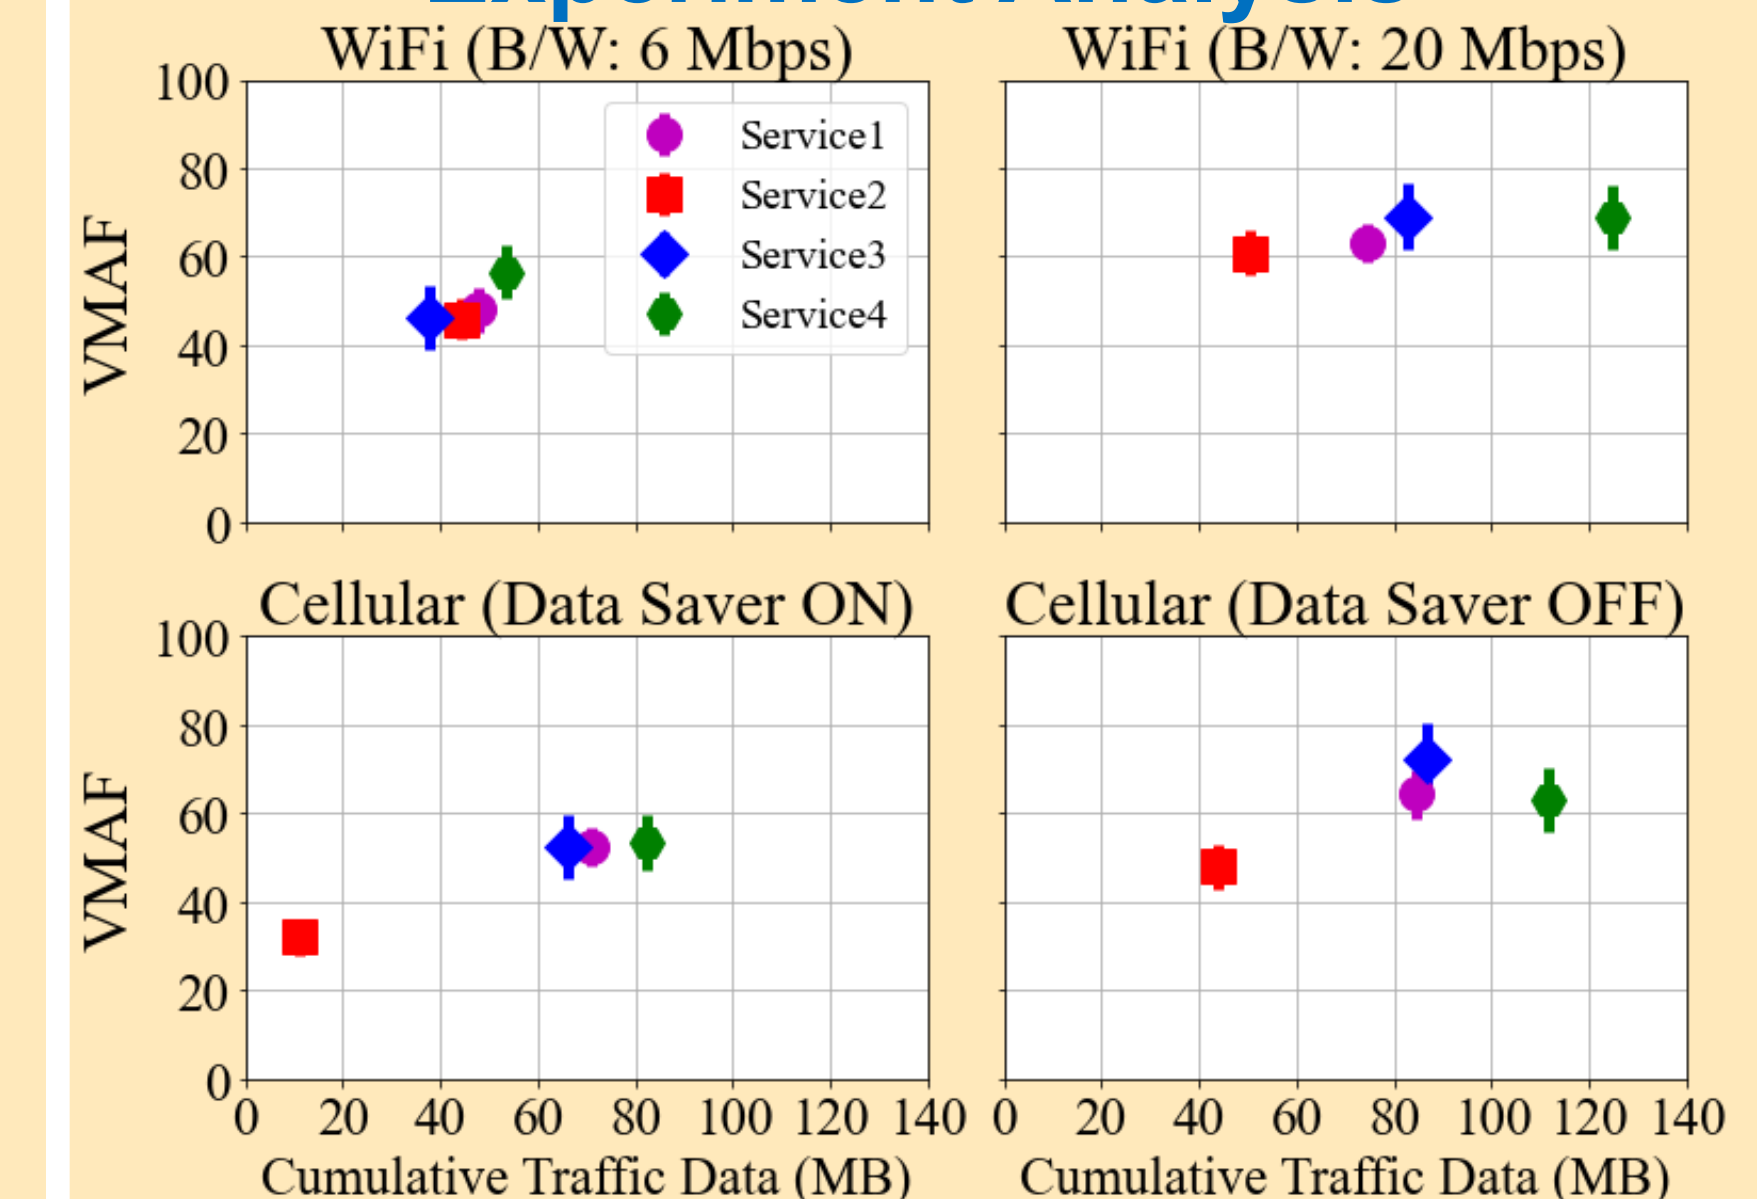 Experiment Analysis
WiFi (B/W: 6 Mbps)
100
80
60
40
20
0
VMAF
Service1
Service2
Service3
Service4
WiFi (B/W: 20 Mbps)
Cellular (Data Saver ON)
100
80
60
40
20
0
VMAF
0 20 40 60 80 100 120 140
Cumulative Traffic Data (MB)
Cellular (Data Saver OFF)
0 20 40 60 80 100 120 140
Cumulative Traffic Data (MB)